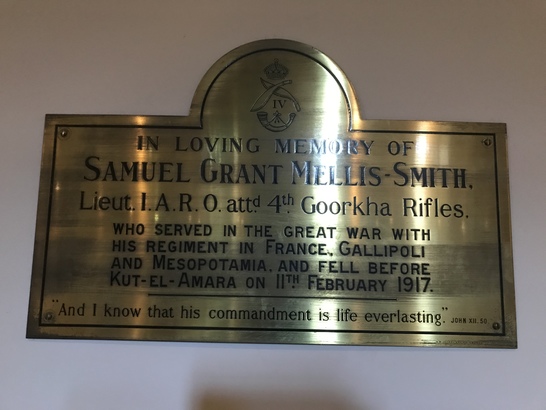 IV
IN LOVING MEMORY OF
SAMUEL GRANT MELLIS-SMITH,
Lieut. I.A.R.O. attd 4th Goorkha Rifles.
WHO SERVED IN THE GREAT WAR WITH
HIS REGIMENT IN FRANCE, GALLIPOLI
AND MESOPOTAMIA, AND FELL BEFORE
KUT-EL-AMARA ON 11TH FEBRUARY 1917.
"And I know that his commandment is life everlasting." JOHN XII. 50.